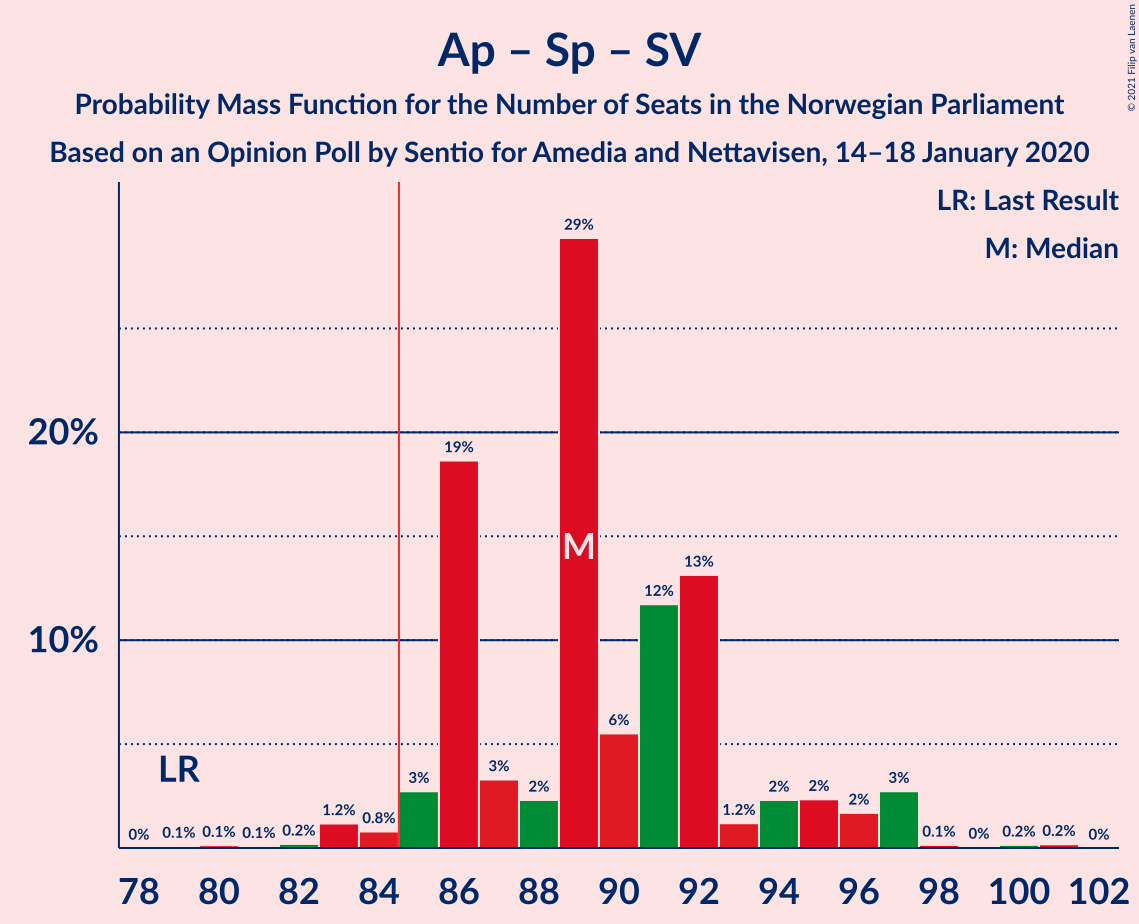 Ap – Sp – SV
Probability Mass Function for the Number of Seats in the Norwegian Parliament
Based on an Opinion Poll by Sentio for Amedia and Nettavisen, 14–18 January 2020
© 2021 Filip van Laenen
LR: Last Result
M: Median
20%
10%
LR
M
0% 0.1% 0.1% 0.1% 0.2% 1.2% 0.8% 3% 19% 3% 2% 29% 6% 12% 13% 1.2% 2% 2% 2% 3% 0.1% 0% 0.2% 0.2% 0%
78 80 82 84 86 88 90 92 94 96 98 100 102